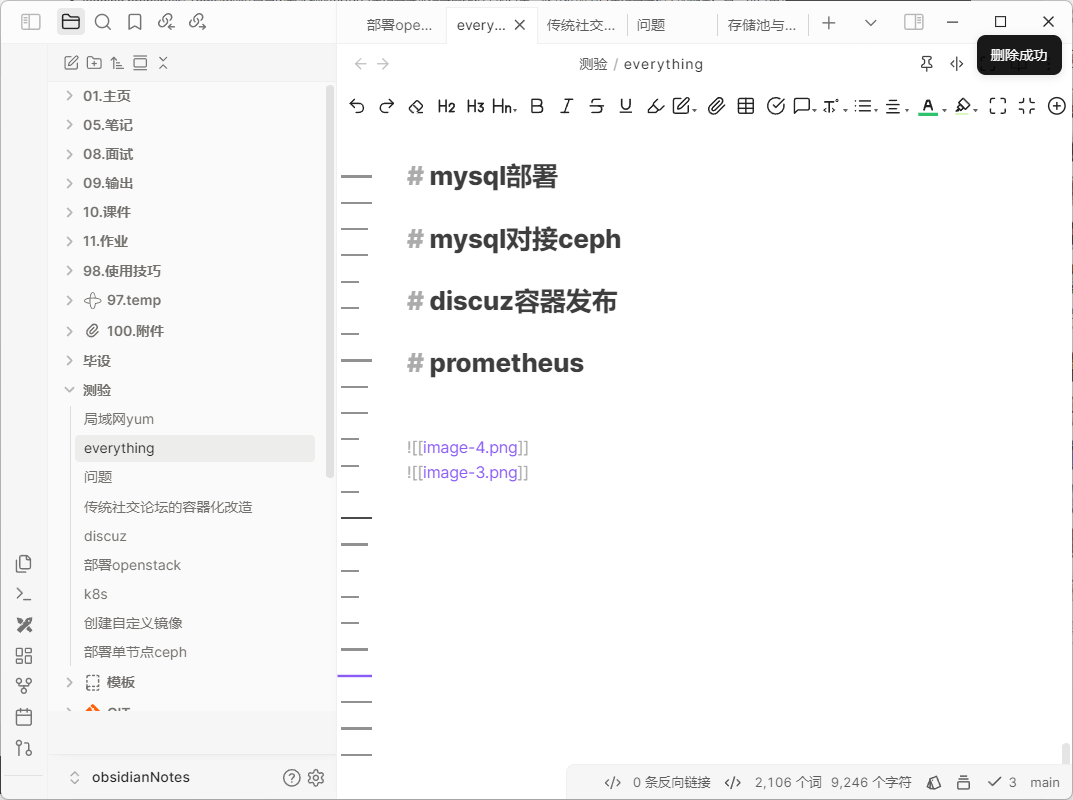 部署ope...
every...
传统社交...
问题
存储池与...
删除成功
测验 / everything
H2 H3 Hn B I S U T A
01.主页
05.笔记
08.面试
09.输出
10.课件
11.作业
98.使用技巧
97.temp
100.附件
毕设
测验
局域网yum
everything
问题
传统社交论坛的容器化改造
discuz
部署openstack
k8s
创建自定义镜像
部署单节点ceph
模板
GIT
obsidianNotes
# mysql部署
# mysql对接ceph
# discuz容器发布
# prometheus
![[image-4.png]]
![[image-3.png]]
0 条反向链接 2,106 个词 9,246 个字符 3 main